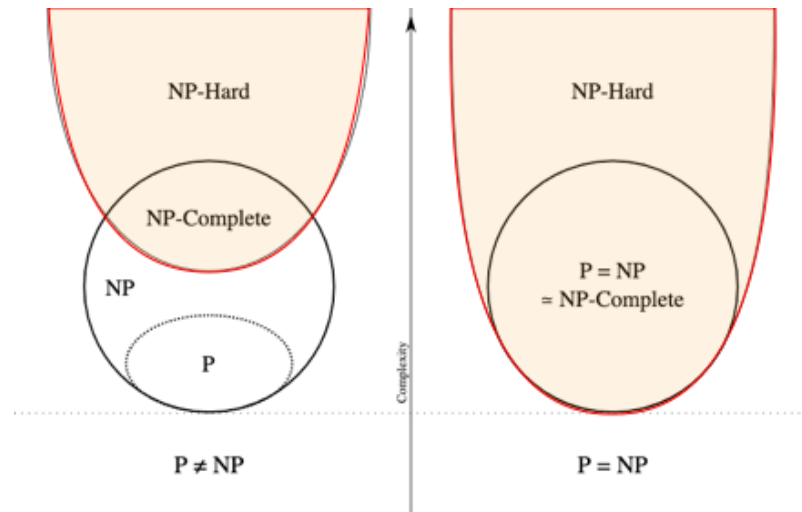 NP-Hard
NP-Complete
NP
P
P ≠ NP
Complexity
NP-Hard
P = NP
≃ NP-Complete
P = NP